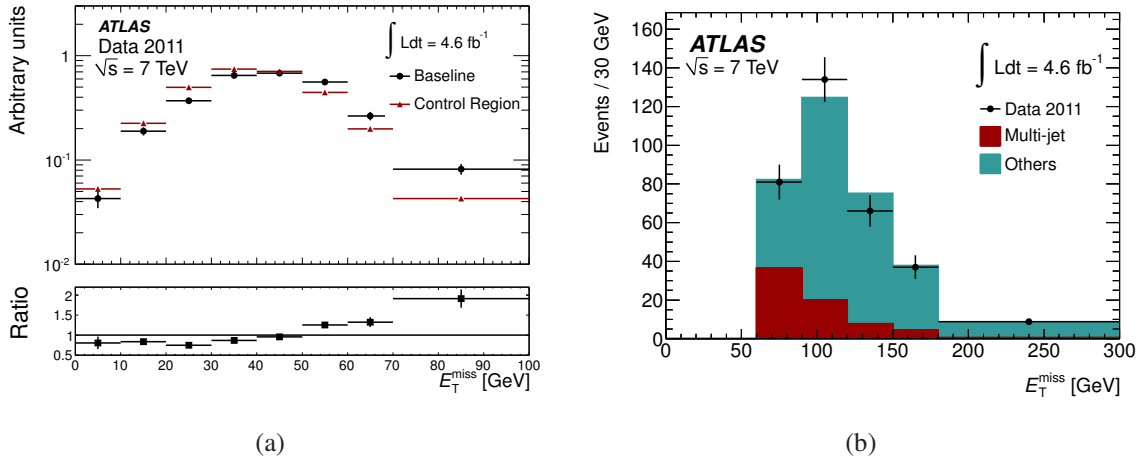 ATLAS
Data 2011
√s = 7 TeV
∫ Ldt = 4.6 fb⁻¹
Baseline
Control Region
Arbitrary units
1
10⁻¹
10⁻²
Ratio
2
1.5
1
0.5
0 10 20 30 40 50 60 70 80 90 100
E_T^miss [GeV]
(a)
ATLAS
√s = 7 TeV
∫ Ldt = 4.6 fb⁻¹
Data 2011
Multi-jet
Others
Events / 30 GeV
160
140
120
100
80
60
40
20
0
0 50 100 150 200 250 300
E_T^miss [GeV]
(b)